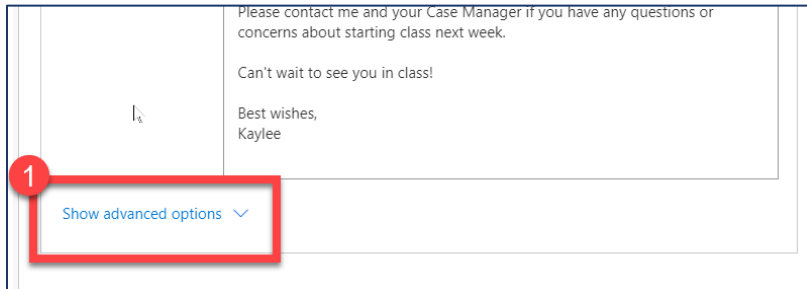 Please contact me and your Case Manager if you have any questions or
concerns about starting class next week.
Can't wait to see you in class!
Best wishes,
Kaylee
1
Show advanced options